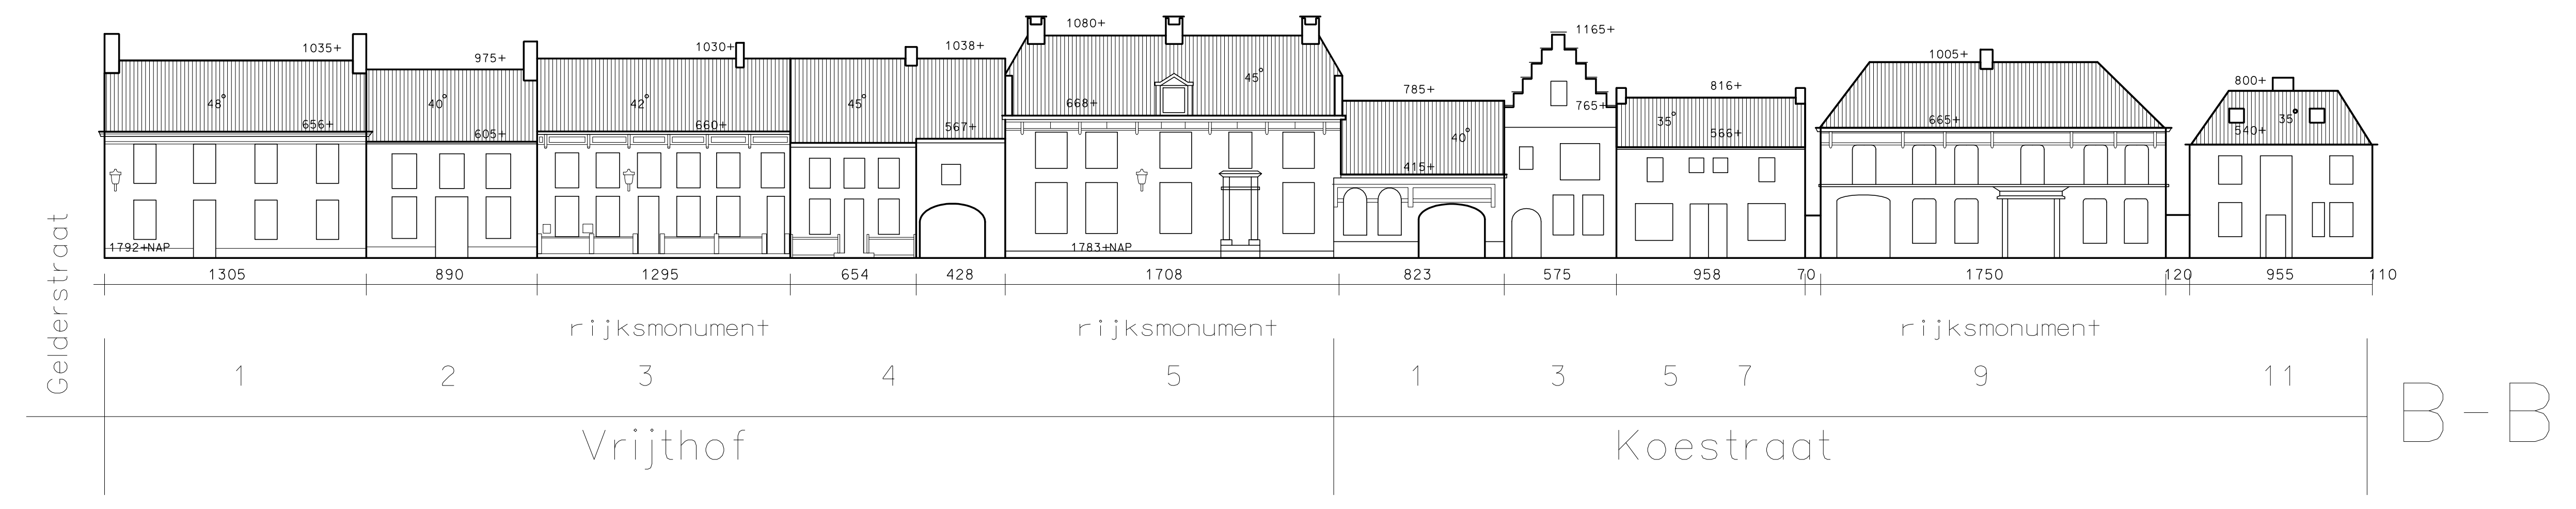 1035+ 975+ 1030+ 1038+ 1080+ 785+ 1165+ 816+ 1005+ 800+
48° 40° 42° 45° 45° 40° 35° 35°
656+ 605+ 660+ 567+ 668+ 415+ 765+ 566+ 665+ 540+
1792+NAP 1783+NAP
1305 890 1295 654 428 1708 823 575 958 70 1750 120 955 110
Gelderstraat
rijksmonument rijksmonument rijksmonument
1 2 3 4 5 1 3 5 7 9 11
B-B
Vrijthof Koestraat